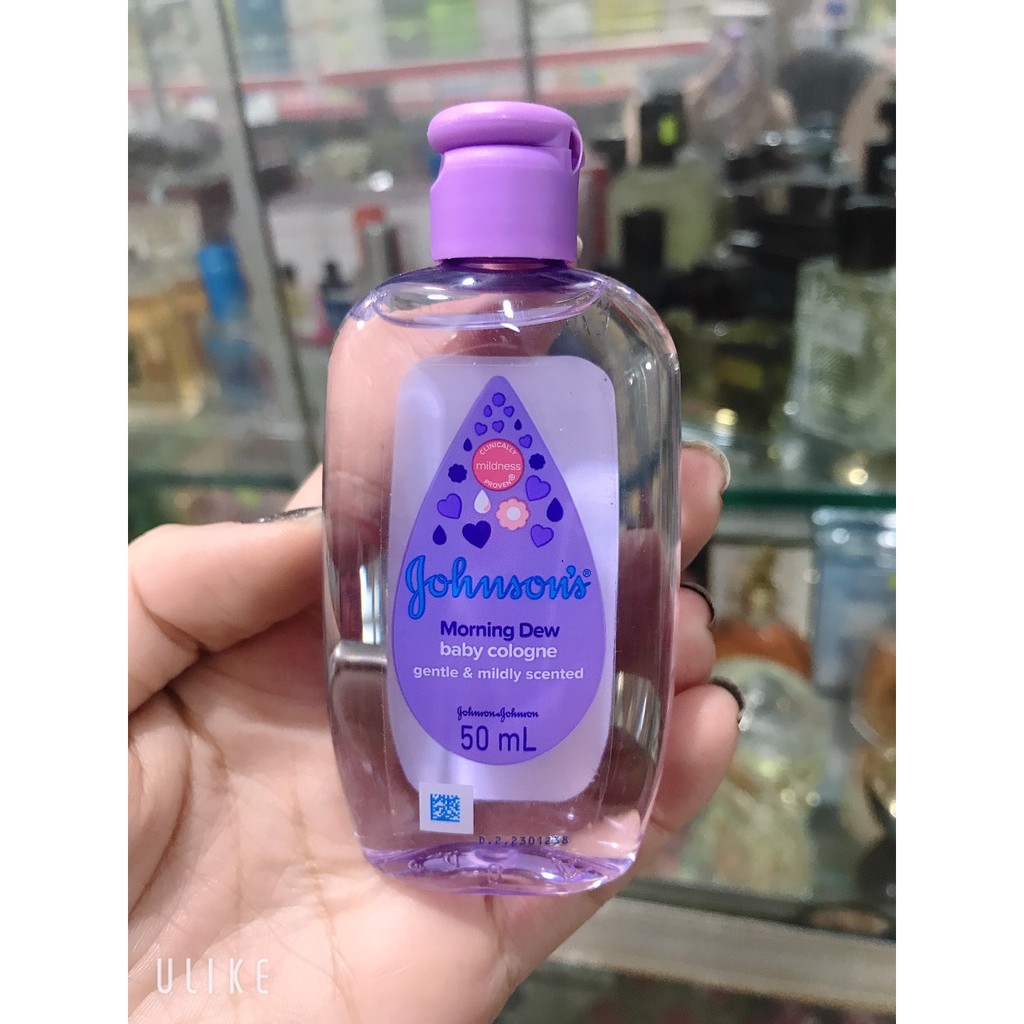 CLINICALLY
mildness
PROVEN®
Johnson's®
Morning Dew
baby cologne
gentle & mildly scented
Johnson & Johnson
50 mL
ULIKE